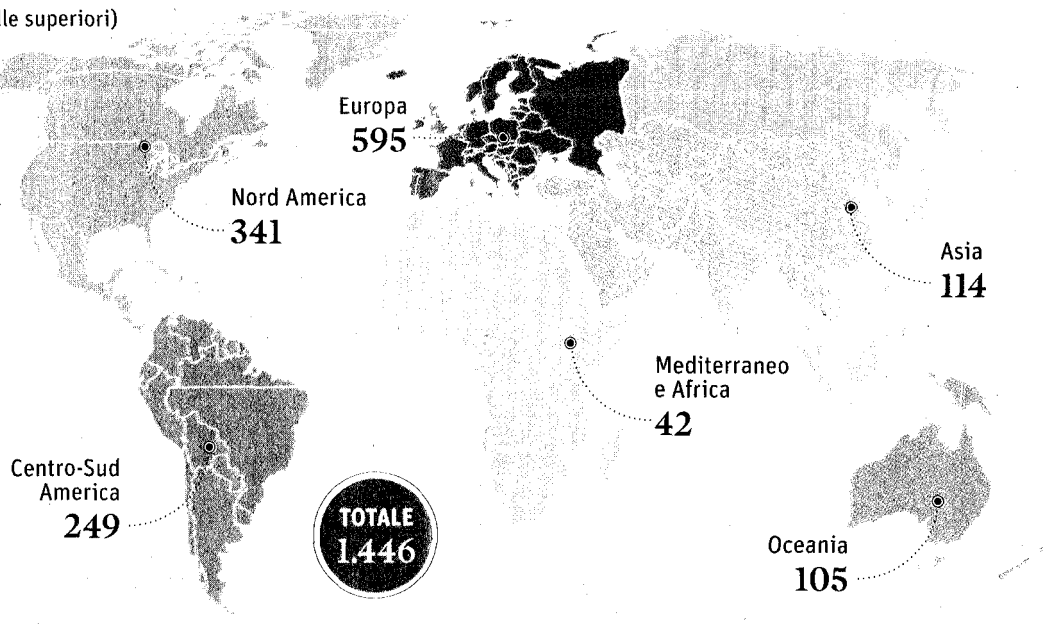 lle superiori)
Europa
595
Nord America
341
Asia
114
Mediterraneo
e Africa
42
Centro-Sud
America
249
TOTALE
1.446
Oceania
105